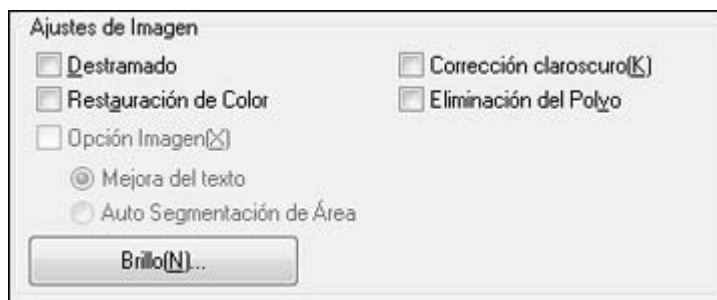 Ajustes de Imagen
Destramado
Corrección claroscuro(K)
Restauración de Color
Eliminación del Polvo
Opción Imagen(X)
Mejora del texto
Auto Segmentación de Área
Brillo(N)...